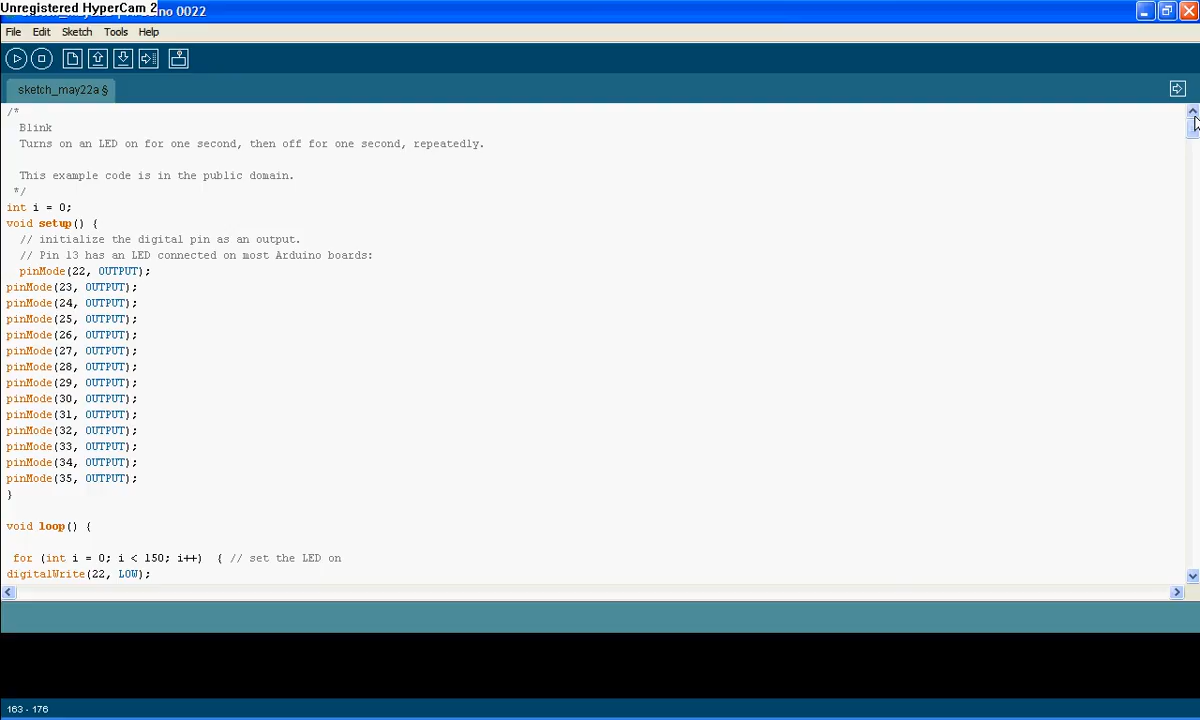 Unregistered HyperCam 2
no 0022
File Edit Sketch Tools Help
sketch_may22a §
/*
Blink
Turns on an LED on for one second, then off for one second, repeatedly.
This example code is in the public domain.
*/
int i = 0;
void setup() {
// initialize the digital pin as an output.
// Pin 13 has an LED connected on most Arduino boards:
pinMode(22, OUTPUT);
pinMode(23, OUTPUT);
pinMode(24, OUTPUT);
pinMode(25, OUTPUT);
pinMode(26, OUTPUT);
pinMode(27, OUTPUT);
pinMode(28, OUTPUT);
pinMode(29, OUTPUT);
pinMode(30, OUTPUT);
pinMode(31, OUTPUT);
pinMode(32, OUTPUT);
pinMode(33, OUTPUT);
pinMode(34, OUTPUT);
pinMode(35, OUTPUT);
}
void loop() {
for (int i = 0; i < 150; i++)  { // set the LED on
digitalWrite(22, LOW);
163 - 176